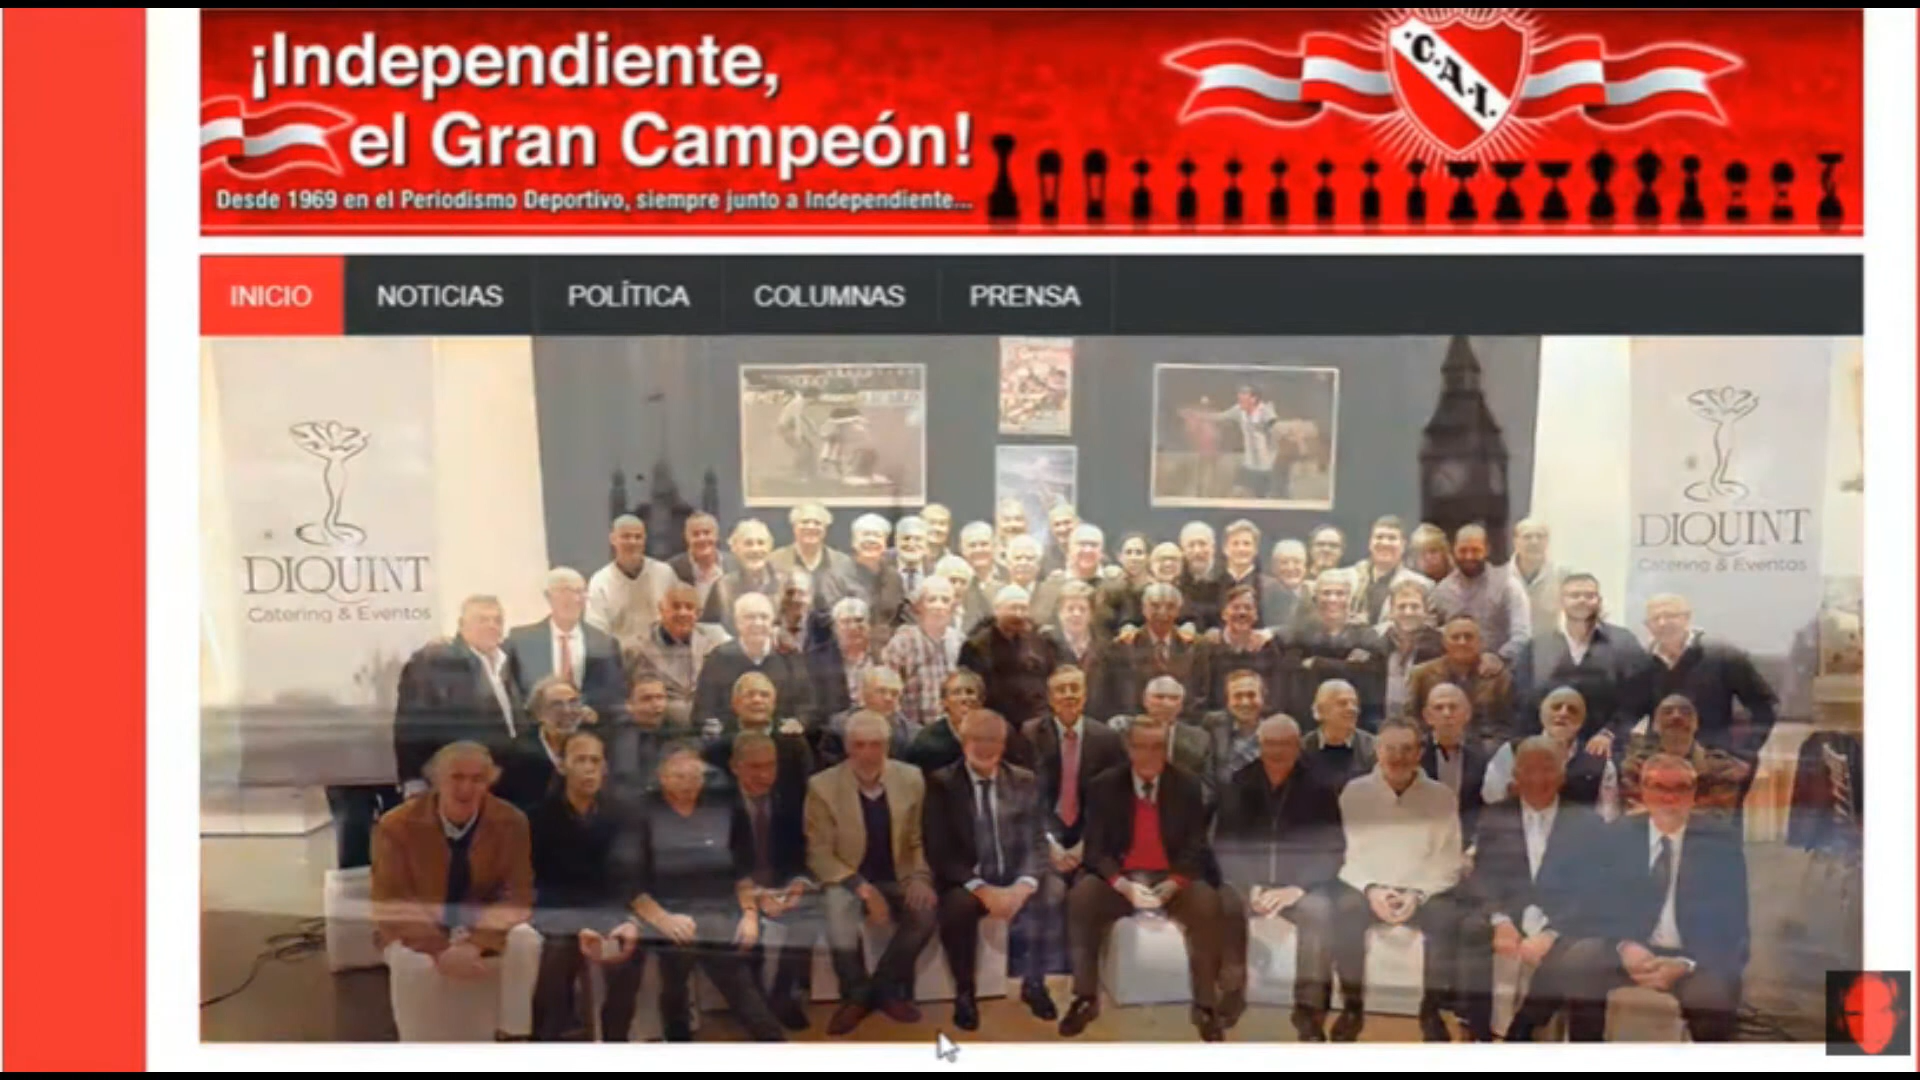 ¡Independiente,
el Gran Campeón!
Desde 1969 en el Periodismo Deportivo, siempre junto a Independiente...
·C·A·I·
INICIO NOTICIAS POLÍTICA COLUMNAS PRENSA
DIQUINT
Catering & Eventos
DIQUINT
Catering & Eventos